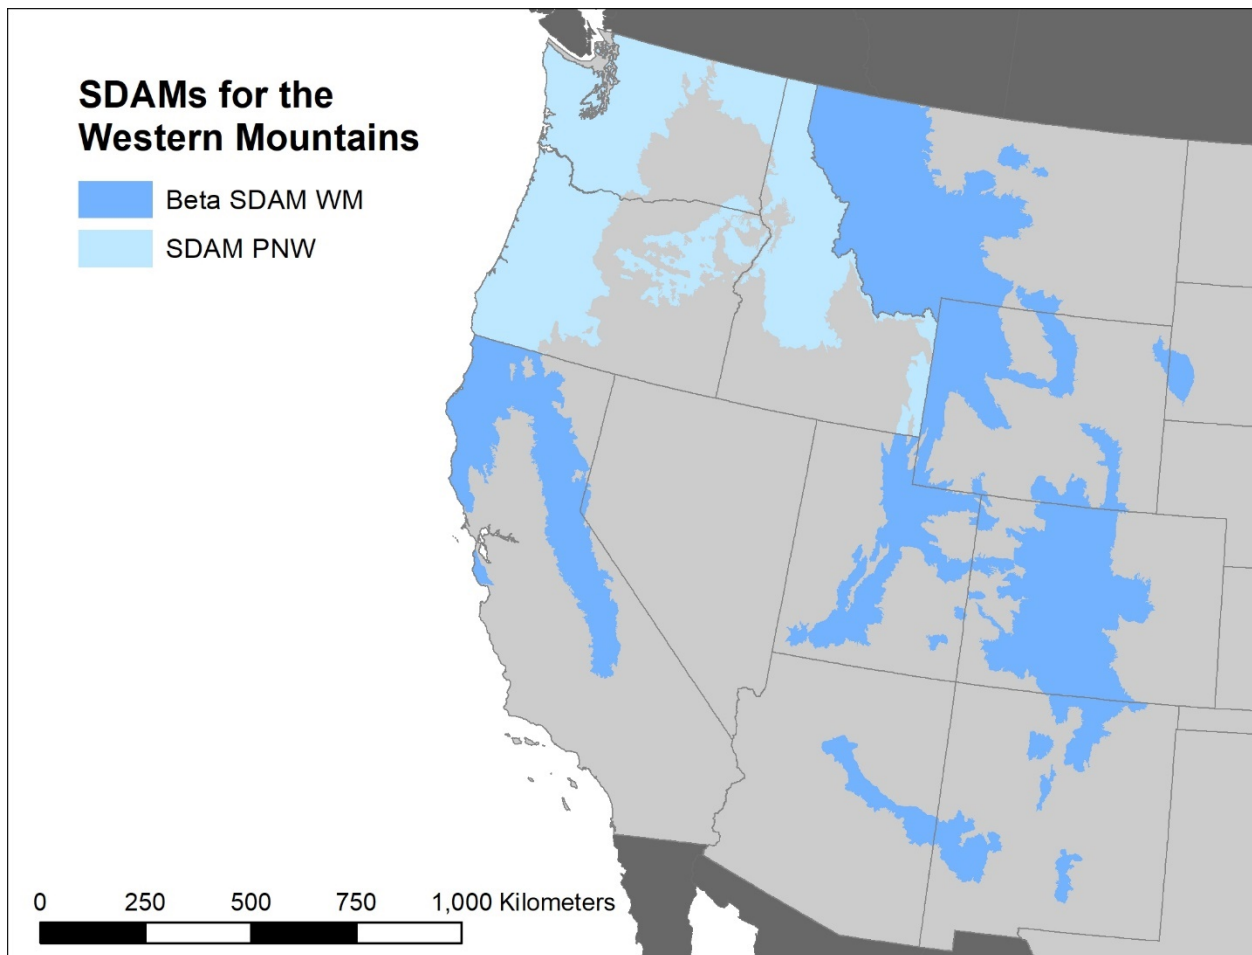 SDAMs for the
Western Mountains
Beta SDAM WM
SDAM PNW
0 250 500 750 1,000 Kilometers